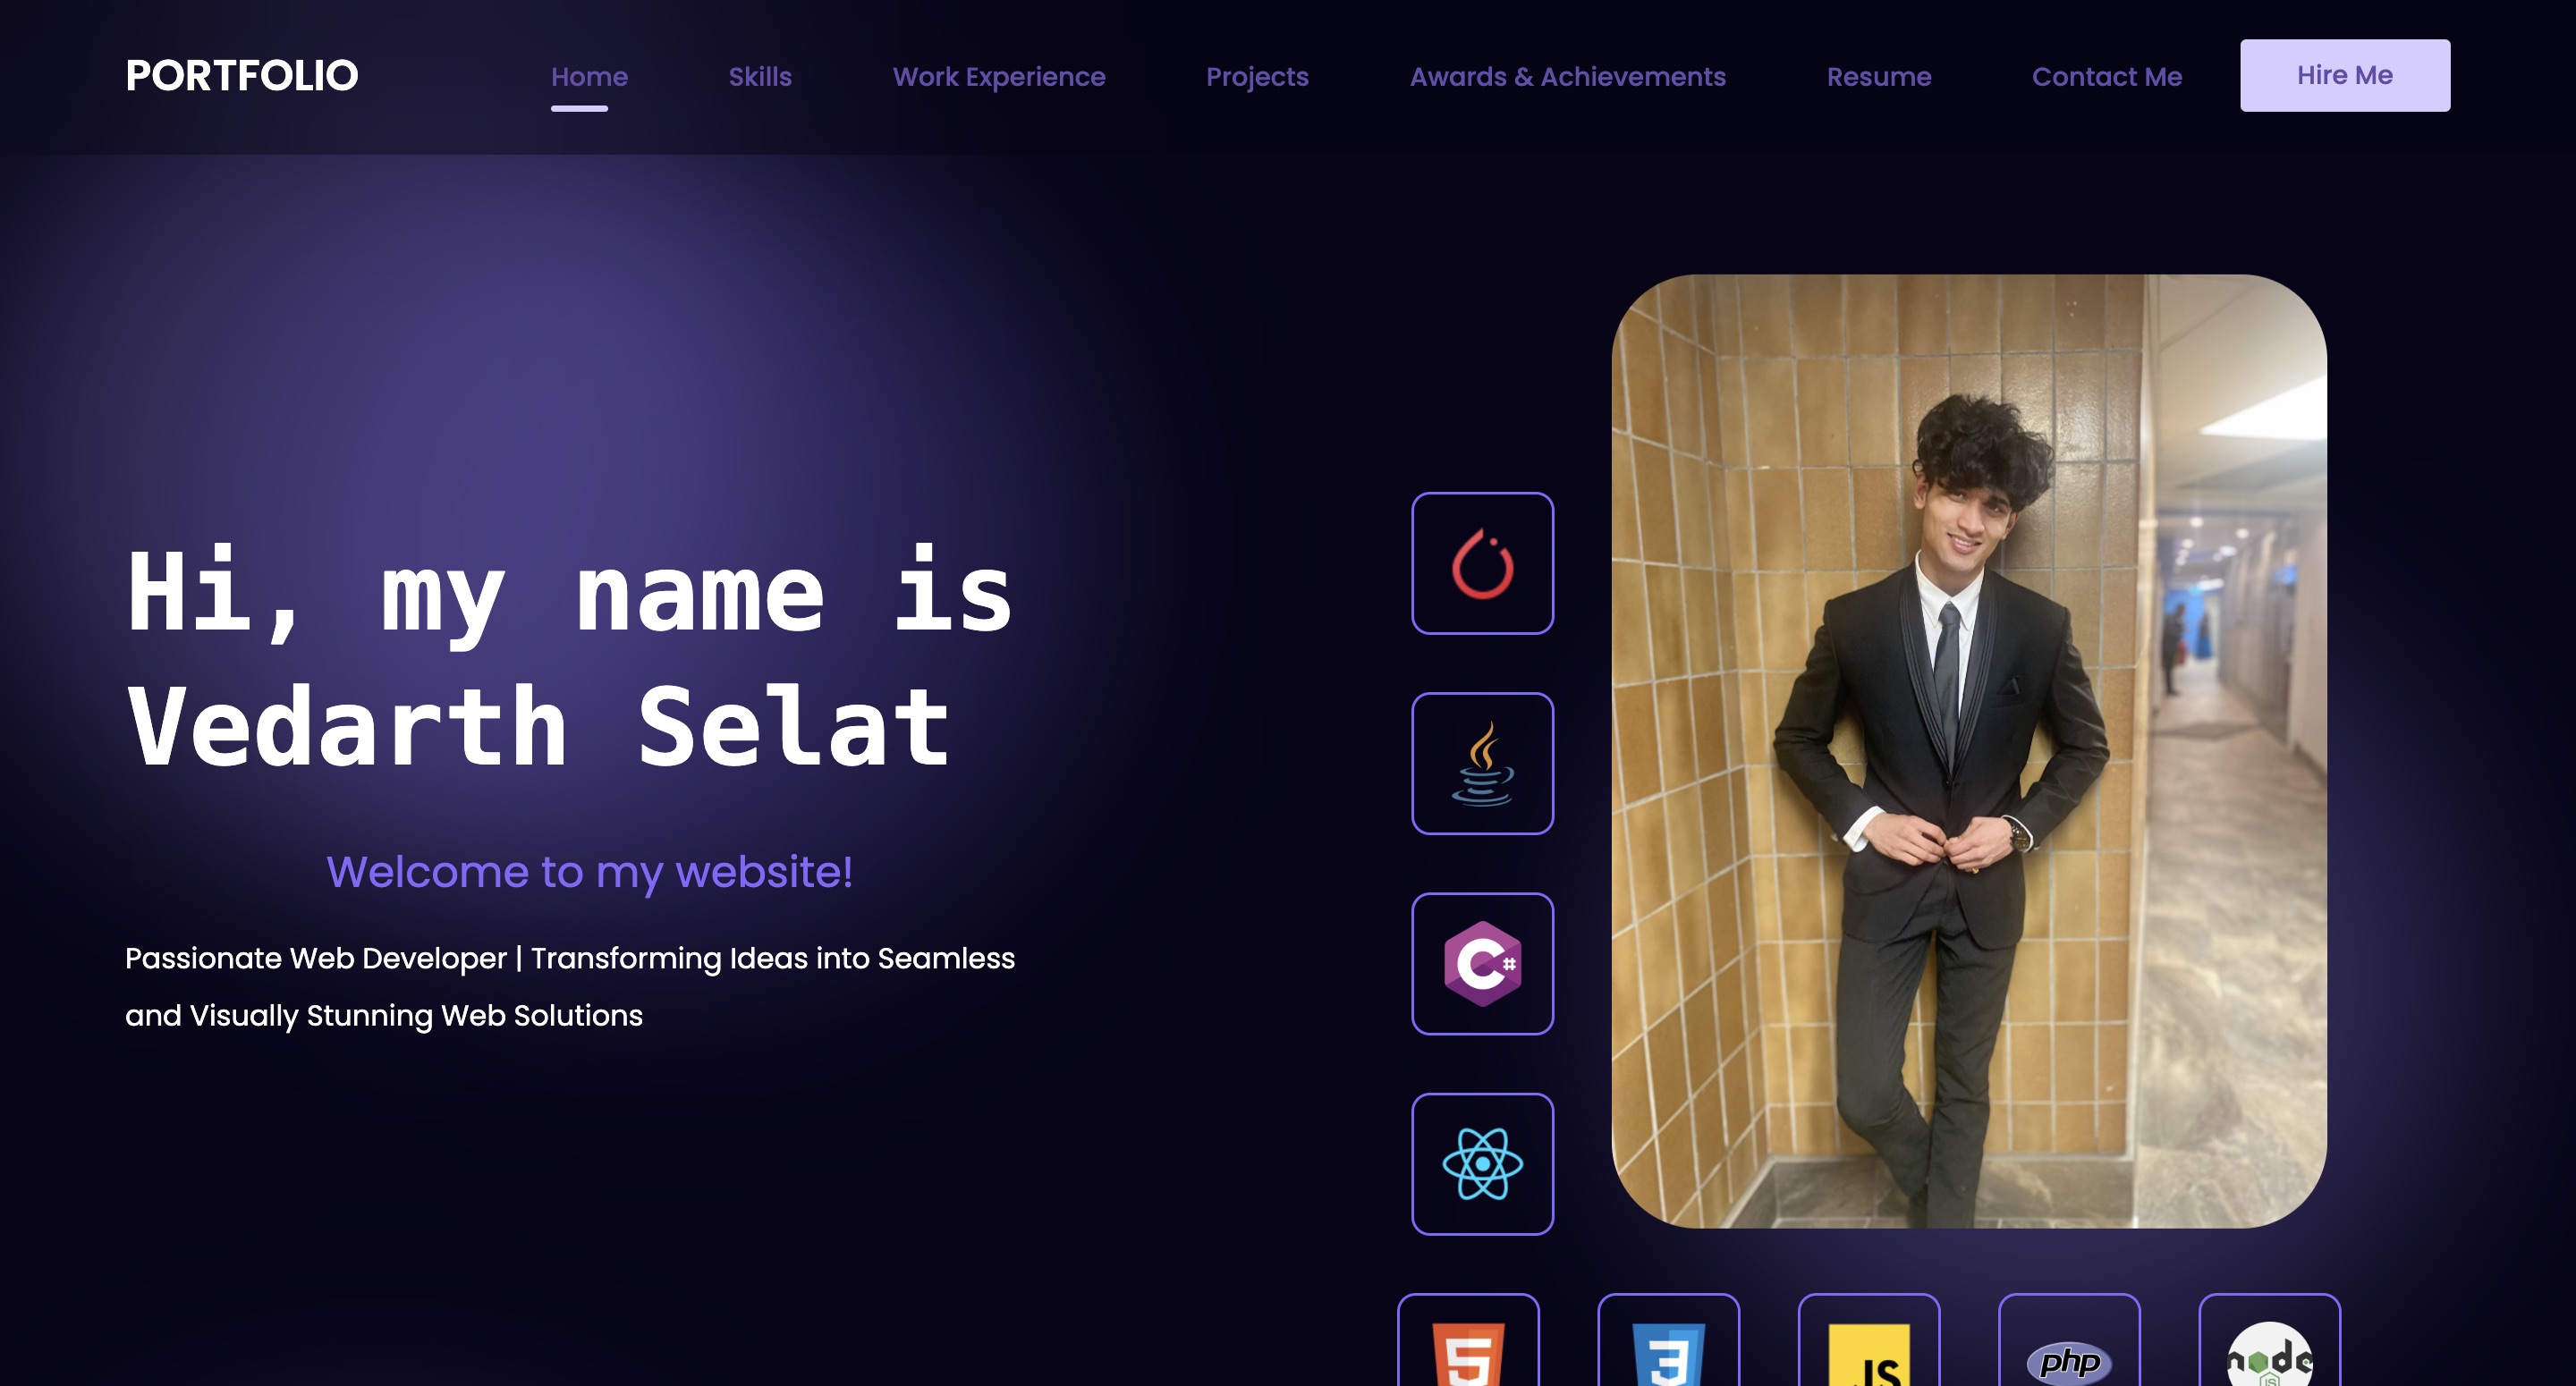 PORTFOLIO
Home
Skills
Work Experience
Projects
Awards & Achievements
Resume
Contact Me
Hire Me
Hi, my name is
Vedarth Selat
Welcome to my website!
Passionate Web Developer | Transforming Ideas into Seamless
and Visually Stunning Web Solutions
C#
5
3
JS
php
node
JS